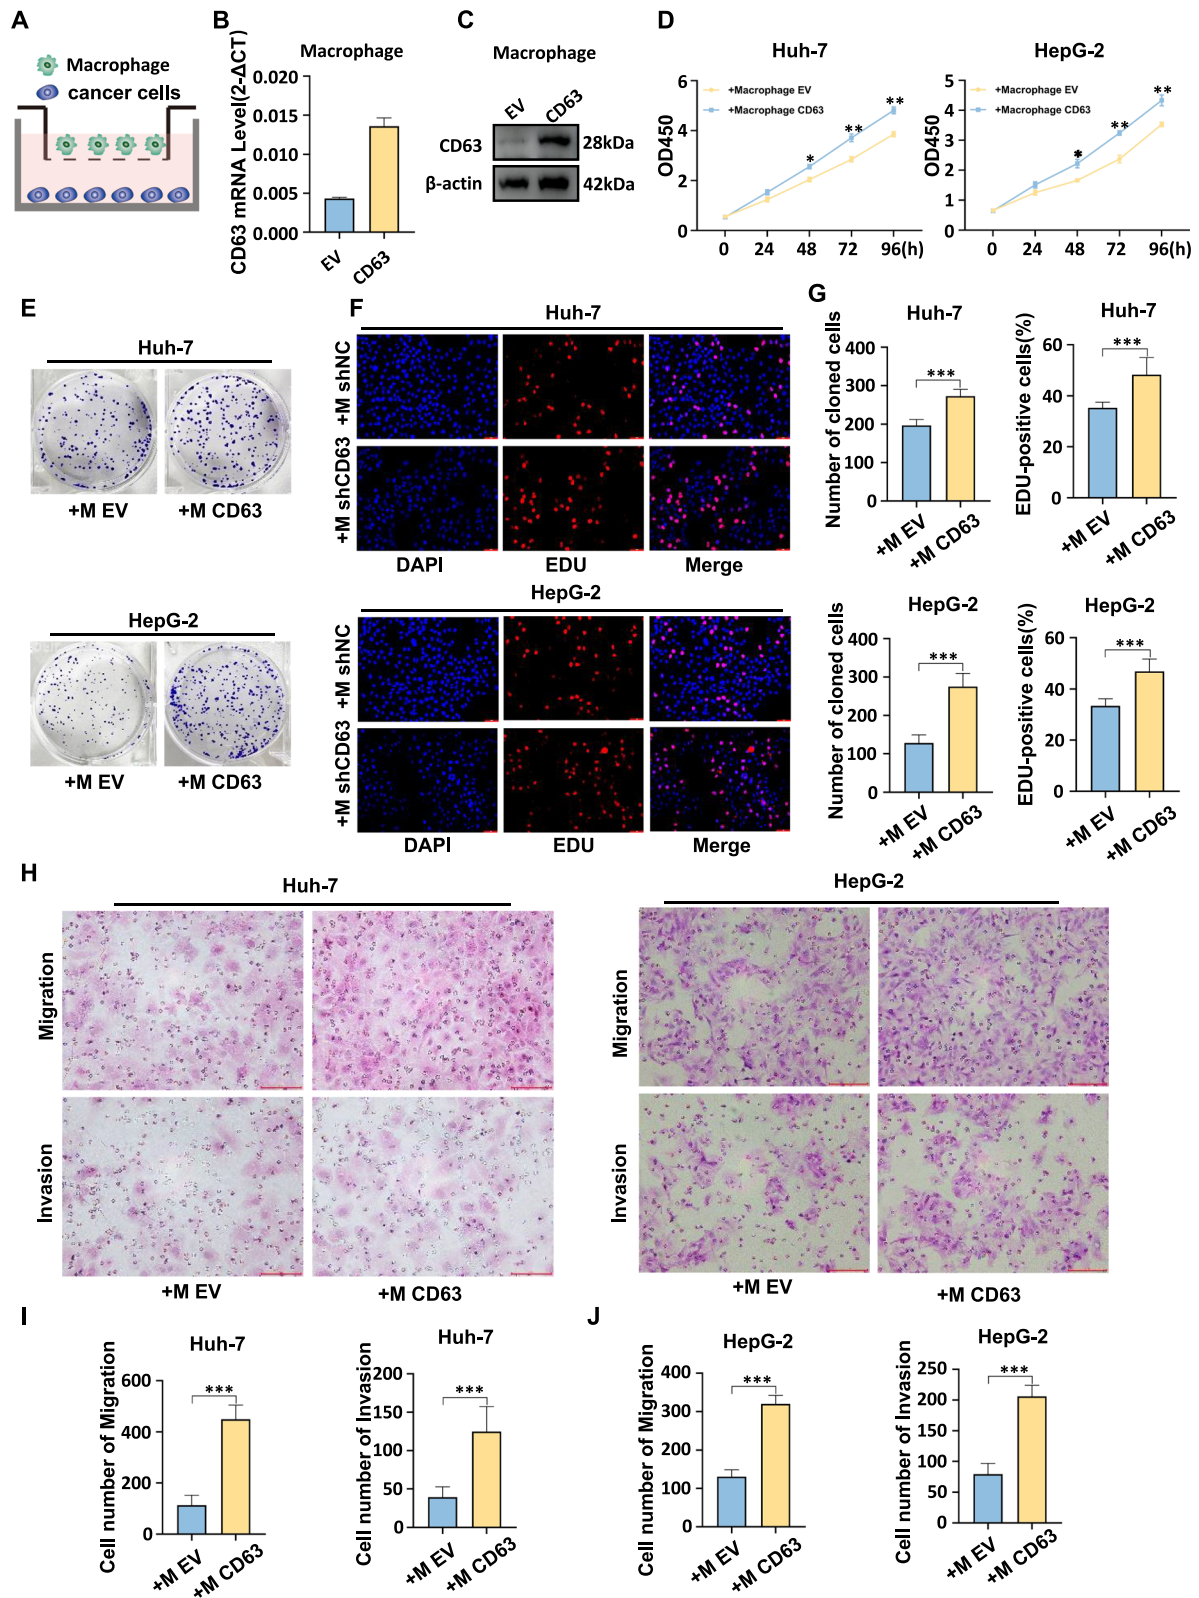 A
Macrophage
cancer cells
B
Macrophage
CD63 mRNA Level(2-ΔCT)
0.020
0.015
0.010
0.005
0.000
EV
CD63
C
Macrophage
EV
CD63
CD63
28kDa
β-actin
42kDa
D
Huh-7
OD450
6
4
2
0
+Macrophage EV
+Macrophage CD63
*
**
**
0
24
48
72
96(h)
HepG-2
OD450
5
4
3
2
1
0
+Macrophage EV
+Macrophage CD63
*
**
**
0
24
48
72
96(h)
E
Huh-7
+M EV
+M CD63
HepG-2
+M EV
+M CD63
F
Huh-7
+M shNC
+M shCD63
DAPI
EDU
Merge
HepG-2
+M shNC
+M shCD63
DAPI
EDU
Merge
G
Huh-7
Number of cloned cells
400
300
200
100
0
***
+M EV
+M CD63
Huh-7
EDU-positive cells(%)
60
40
20
0
***
+M EV
+M CD63
HepG-2
Number of cloned cells
400
300
200
100
0
***
+M EV
+M CD63
HepG-2
EDU-positive cells(%)
60
40
20
0
***
+M EV
+M CD63
H
Huh-7
Migration
Invasion
+M EV
+M CD63
HepG-2
Migration
Invasion
+M EV
+M CD63
I
Huh-7
Cell number of Migration
600
400
200
0
***
+M EV
+M CD63
Huh-7
Cell number of Invasion
200
150
100
50
0
***
+M EV
+M CD63
J
HepG-2
Cell number of Migration
400
300
200
100
0
***
+M EV
+M CD63
HepG-2
Cell number of Invasion
250
200
150
100
50
0
***
+M EV
+M CD63